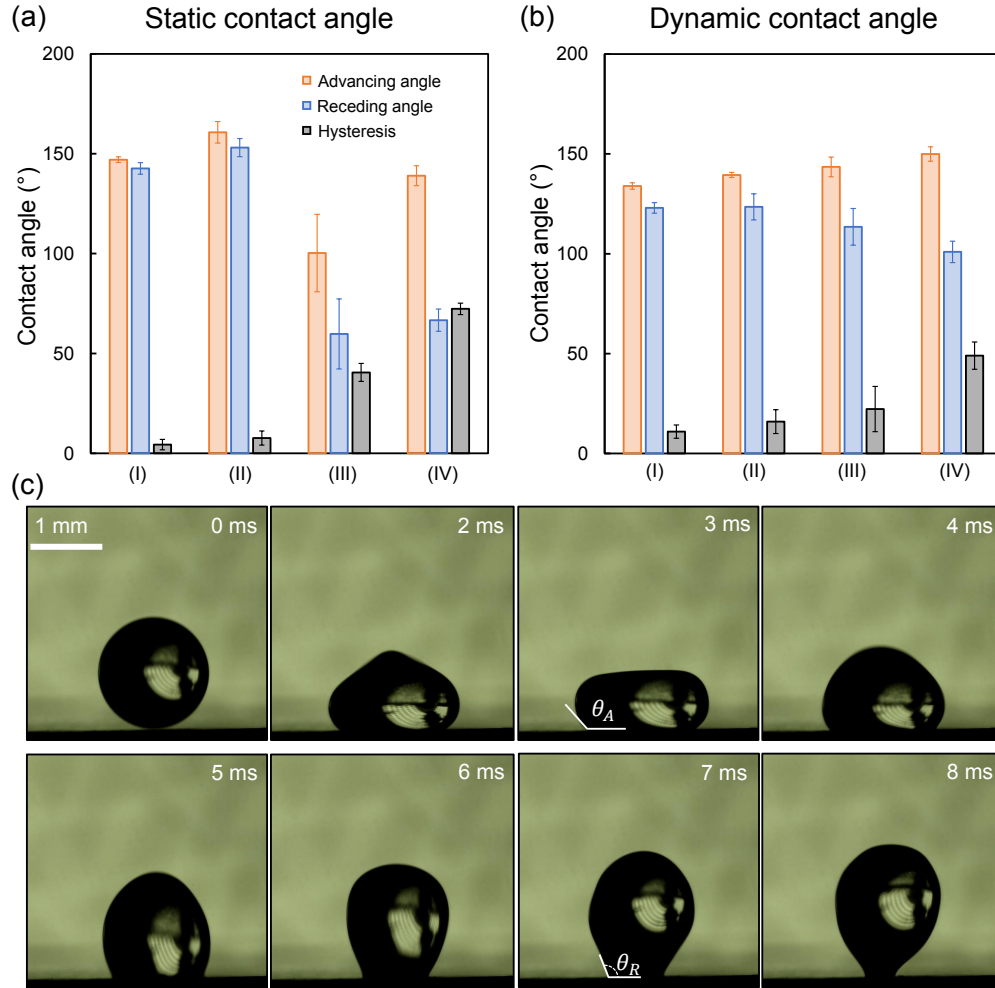 (a) Static contact angle
Contact angle (°)
200
150
100
50
0
Advancing angle
Receding angle
Hysteresis
(I) (II) (III) (IV)
(b) Dynamic contact angle
Contact angle (°)
200
150
100
50
0
(I) (II) (III) (IV)
(c)
1 mm 0 ms
2 ms
3 ms
θ_A
4 ms
5 ms
6 ms
7 ms
θ_R
8 ms